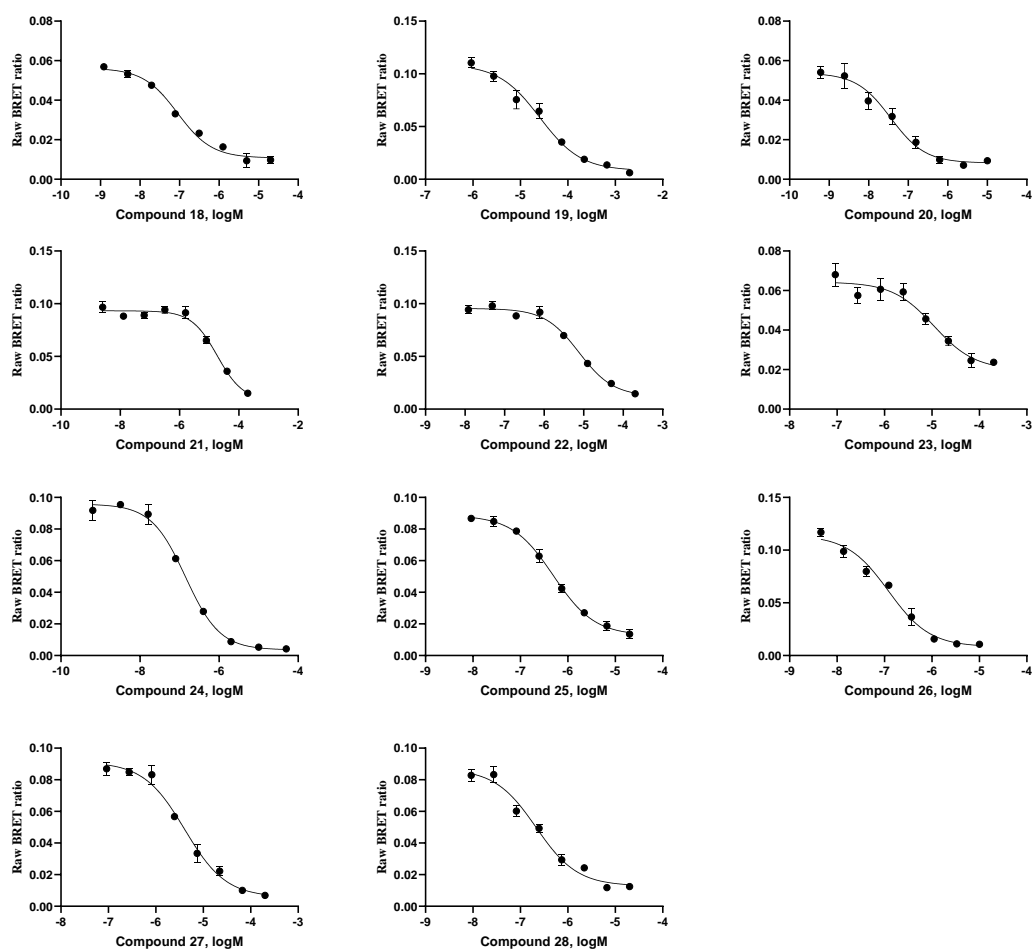 Raw BRET ratio
0.08
0.06
0.04
0.02
0.00
-10 -9 -8 -7 -6 -5 -4
Compound 18, logM
Raw BRET ratio
0.15
0.10
0.05
0.00
-7 -6 -5 -4 -3 -2
Compound 19, logM
Raw BRET ratio
0.08
0.06
0.04
0.02
0.00
-10 -9 -8 -7 -6 -5 -4
Compound 20, logM
Raw BRET ratio
0.15
0.10
0.05
0.00
-10 -8 -6 -4 -2
Compound 21, logM
Raw BRET ratio
0.15
0.10
0.05
0.00
-9 -8 -7 -6 -5 -4 -3
Compound 22, logM
Raw BRET ratio
0.08
0.06
0.04
0.02
0.00
-8 -7 -6 -5 -4 -3
Compound 23, logM
Raw BRET ratio
0.10
0.08
0.06
0.04
0.02
0.00
-10 -8 -6 -4
Compound 24, logM
Raw BRET ratio
0.10
0.08
0.06
0.04
0.02
0.00
-9 -8 -7 -6 -5 -4
Compound 25, logM
Raw BRET ratio
0.15
0.10
0.05
0.00
-9 -8 -7 -6 -5 -4
Compound 26, logM
Raw BRET ratio
0.10
0.08
0.06
0.04
0.02
0.00
-8 -7 -6 -5 -4 -3
Compound 27, logM
Raw BRET ratio
0.10
0.08
0.06
0.04
0.02
0.00
-9 -8 -7 -6 -5 -4
Compound 28, logM